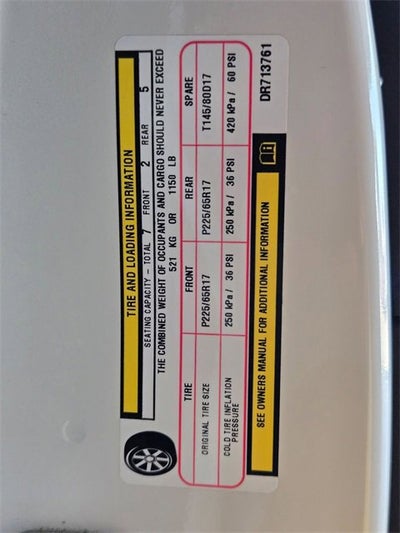 TIRE AND LOADING INFORMATION
SEATING CAPACITY - TOTAL 7 FRONT 2 REAR 5
THE COMBINED WEIGHT OF OCCUPANTS AND CARGO SHOULD NEVER EXCEED
521 KG OR 1150 LB
TIRE FRONT REAR SPARE
ORIGINAL TIRE SIZE P225/65R17 P225/65R17 T145/80D17
COLD TIRE INFLATION PRESSURE 250 kPa / 36 PSI 250 kPa / 36 PSI 420 kPa / 60 PSI
SEE OWNERS MANUAL FOR ADDITIONAL INFORMATION
DR713761